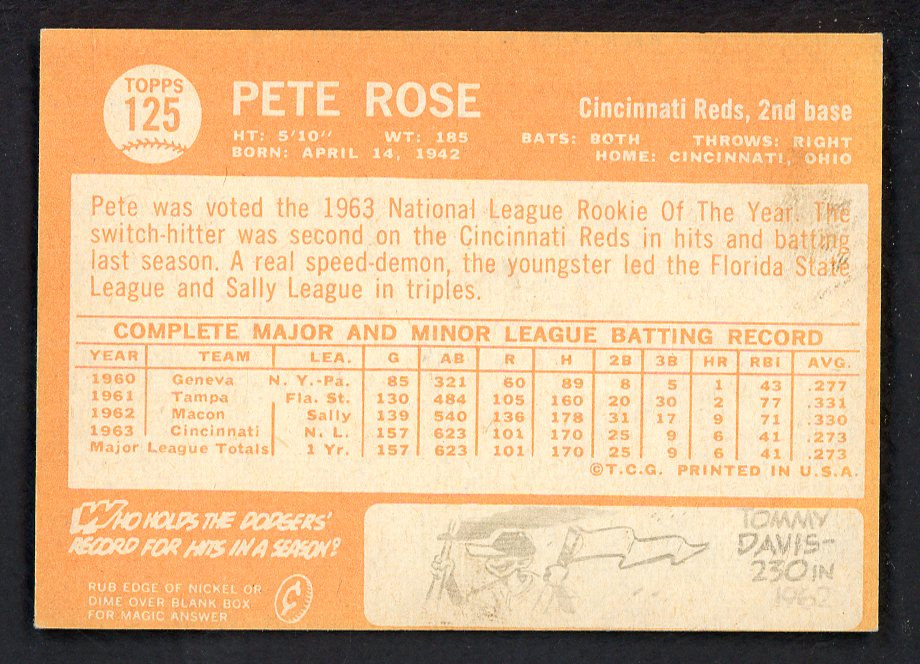 TOPPS
125
PETE ROSE
Cincinnati Reds, 2nd base
HT: 5'10" WT: 185 BATS: BOTH THROWS: RIGHT
BORN: APRIL 14, 1942 HOME: CINCINNATI, OHIO
Pete was voted the 1963 National League Rookie Of The Year. The
switch-hitter was second on the Cincinnati Reds in hits and batting
last season. A real speed-demon, the youngster led the Florida State
League and Sally League in triples.
COMPLETE MAJOR AND MINOR LEAGUE BATTING RECORD
YEAR TEAM LEA. G AB R H 2B 3B HR RBI AVG.
1960 Geneva N. Y.-Pa. 85 321 60 89 8 5 1 43 .277
1961 Tampa Fla. St. 130 484 105 160 20 30 2 77 .331
1962 Macon Sally 139 540 136 178 31 17 9 71 .330
1963 Cincinnati N. L. 157 623 101 170 25 9 6 41 .273
Major League Totals 1 Yr. 157 623 101 170 25 9 6 41 .273
©T.C.G. PRINTED IN U.S.A.
WHO HOLDS THE DODGERS'
RECORD FOR HITS IN A SEASON?
RUB EDGE OF NICKEL OR
DIME OVER BLANK BOX
FOR MAGIC ANSWER
TOMMY
DAVIS-
230 IN